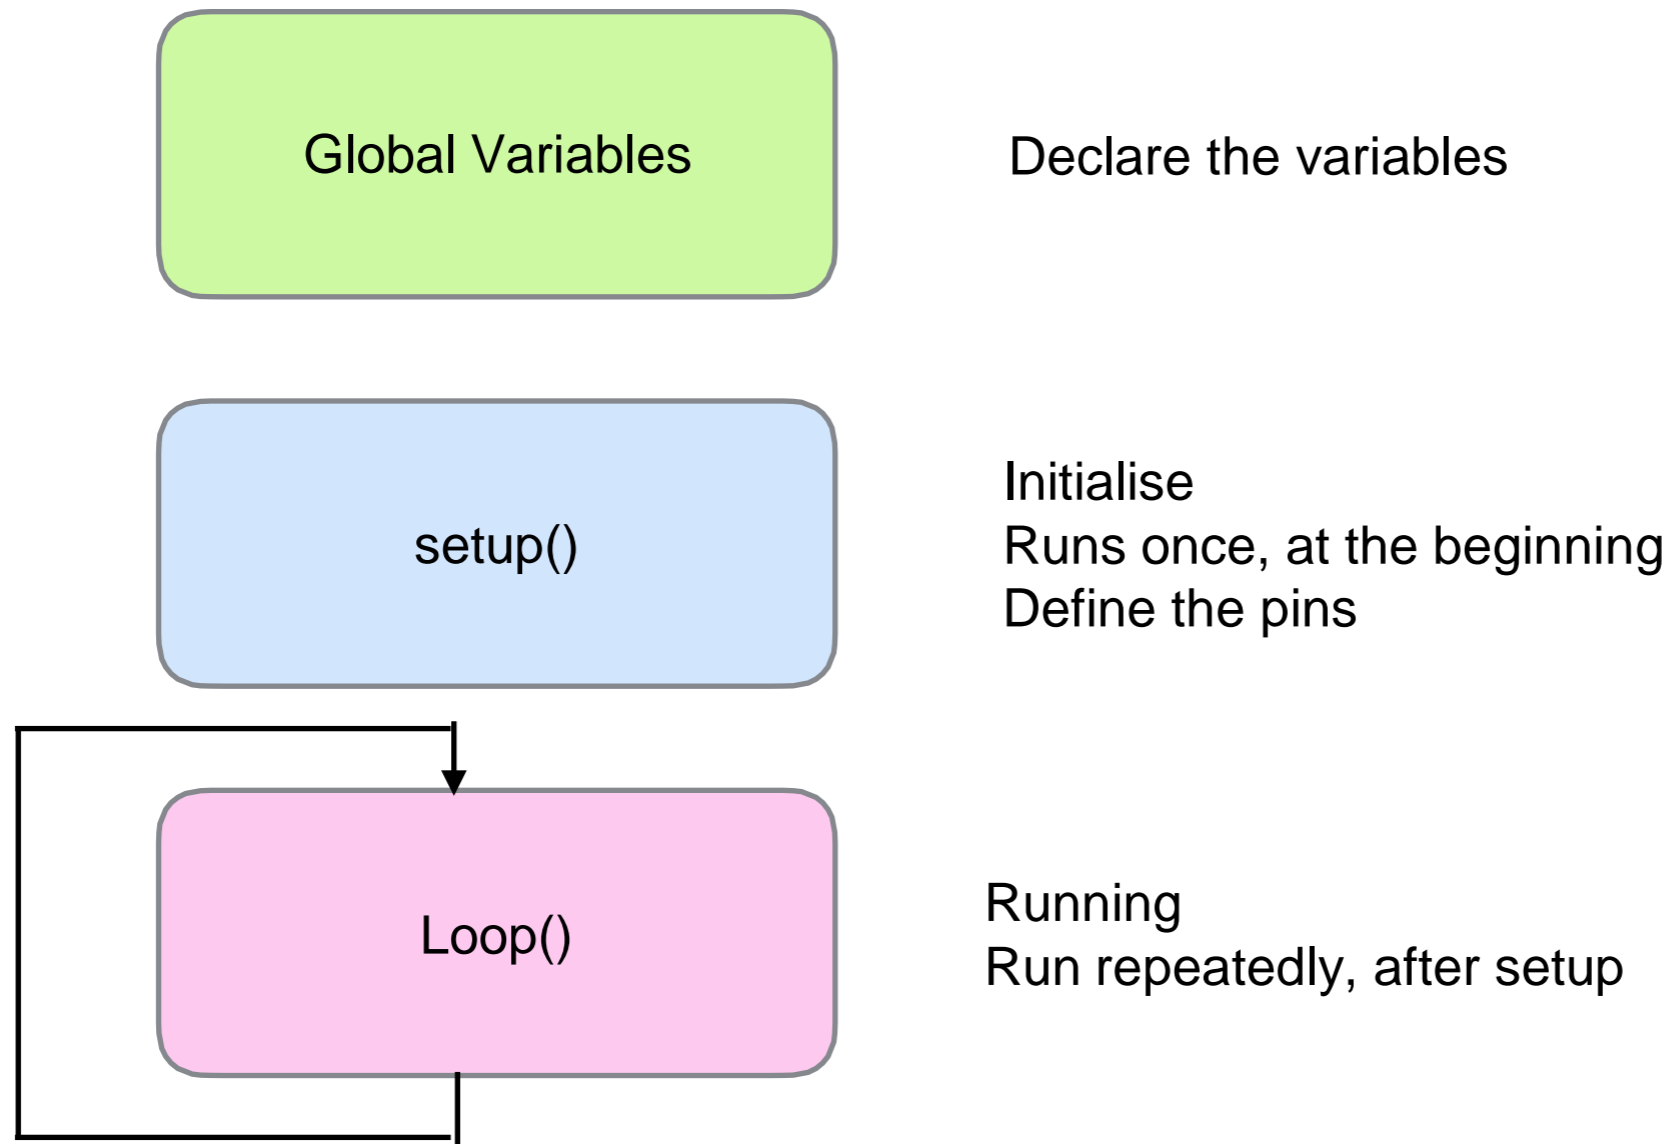 Global Variables
Declare the variables
setup()
Initialise
Runs once, at the beginning
Define the pins
Loop()
Running
Run repeatedly, after setup